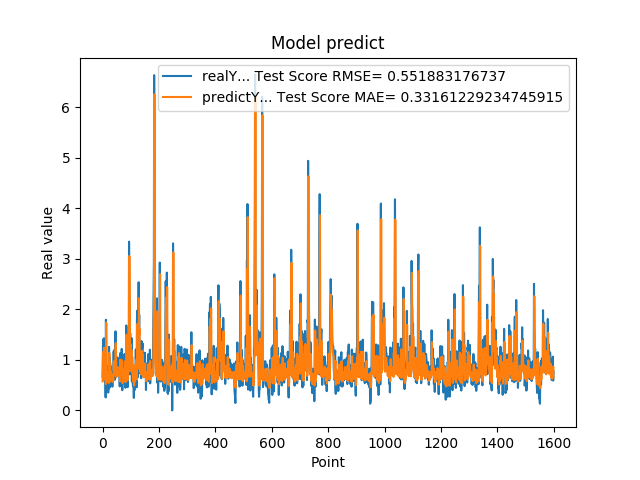 Model predict
realY... Test Score RMSE= 0.551883176737
predictY... Test Score MAE= 0.33161229234745915
6
5
4
3
2
1
0
Real value
0 200 400 600 800 1000 1200 1400 1600
Point